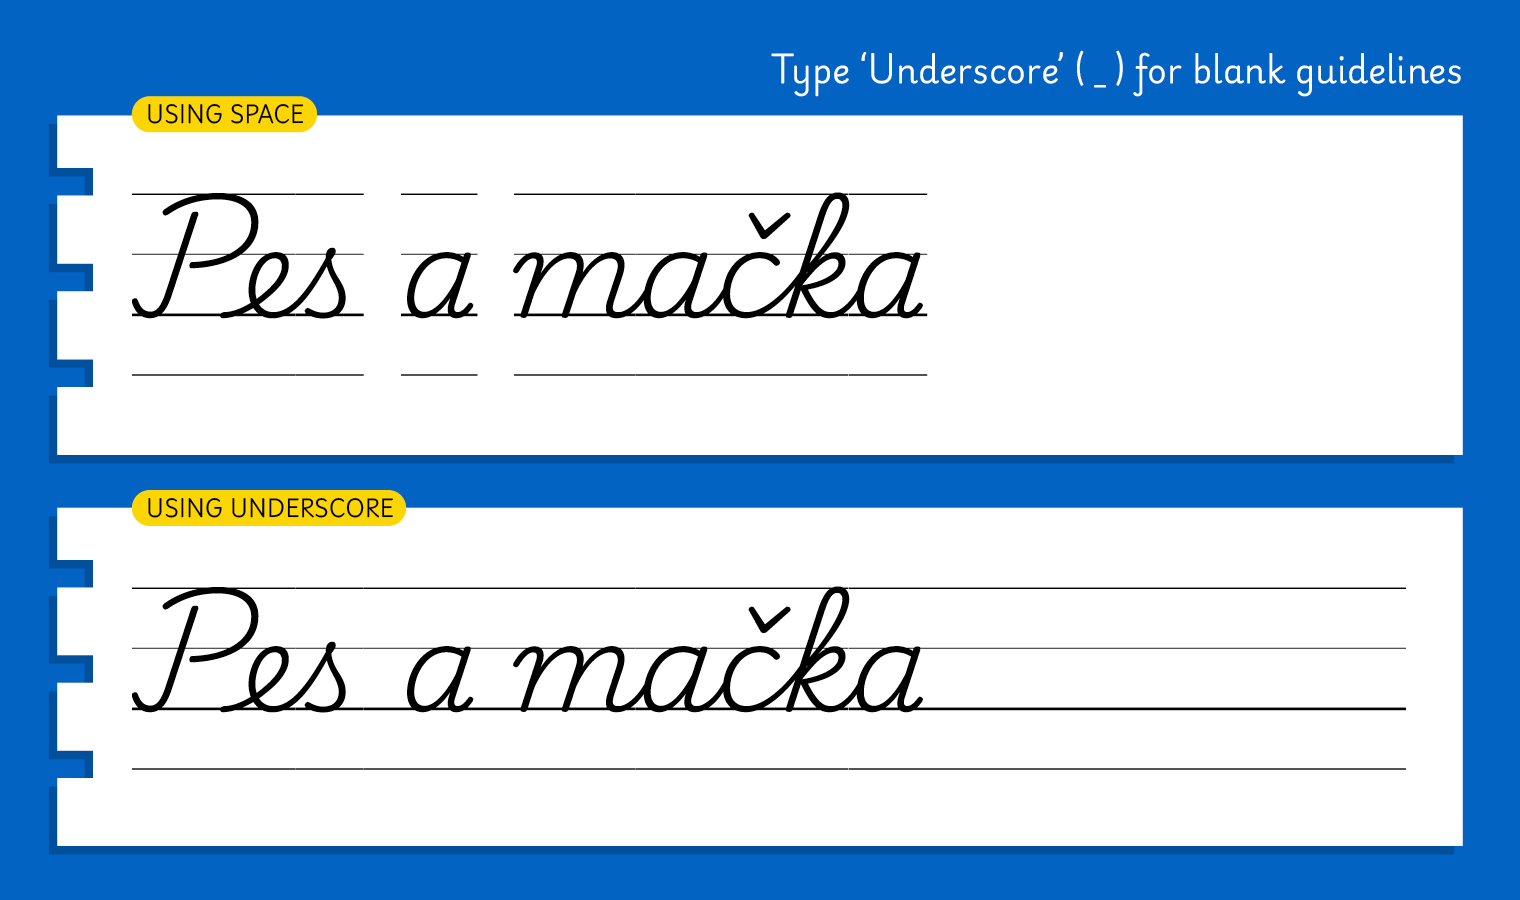 Type ‘Underscore’ ( _ ) for blank guidelines
USING SPACE
Pes a mačka
USING UNDERSCORE
Pes a mačka